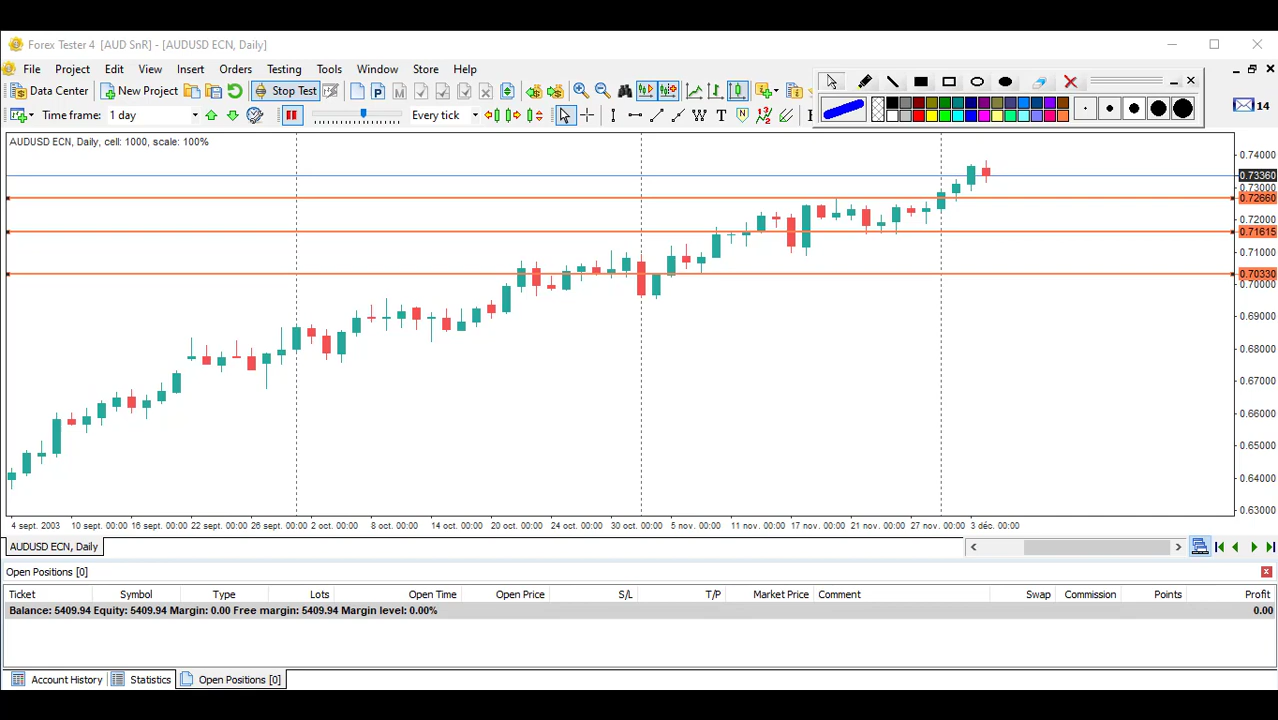 Forex Tester 4 [AUD SnR] - [AUDUSD ECN, Daily]
File Project Edit View Insert Orders Testing Tools Window Store Help
Data Center New Project Stop Test
14
Time frame: 1 day Every tick
AUDUSD ECN, Daily, cell: 1000, scale: 100%
0.74000
0.73360
0.73000
0.72660
0.72000
0.71615
0.71000
0.70330
0.70000
0.69000
0.68000
0.67000
0.66000
0.65000
0.64000
0.63000
4 sept. 2003 10 sept. 00:00 16 sept. 00:00 22 sept. 00:00 26 sept. 00:00 2 oct. 00:00 8 oct. 00:00 14 oct. 00:00 20 oct. 00:00 24 oct. 00:00 30 oct. 00:00 5 nov. 00:00 11 nov. 00:00 17 nov. 00:00 21 nov. 00:00 27 nov. 00:00 3 déc. 00:00
AUDUSD ECN, Daily
Open Positions [0]
Ticket Symbol Type Lots Open Time Open Price S/L T/P Market Price Comment Swap Commission Points Profit
Balance: 5409.94 Equity: 5409.94 Margin: 0.00 Free margin: 5409.94 Margin level: 0.00% 0.00
Account History Statistics Open Positions [0]